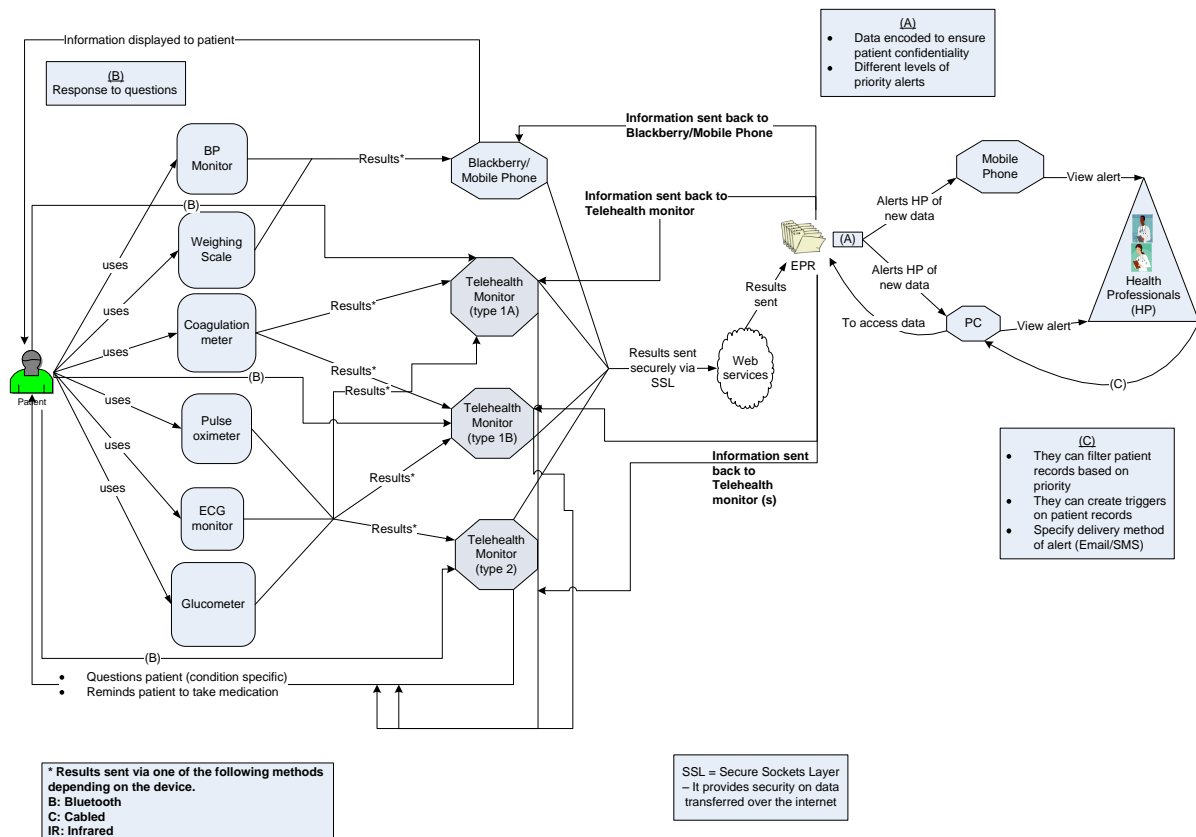 Information displayed to patient
(B)
Response to questions
(A)
• Data encoded to ensure
patient confidentiality
• Different levels of
priority alerts
Information sent back to
Blackberry/Mobile Phone
BP
Monitor
Results*
Blackberry/
Mobile Phone
Mobile
Phone
View alert
Alerts HP of
new data
Information sent back to
Telehealth monitor
(B)
uses
Weighing
Scale
uses
(A)
EPR
Alerts HP of
new data
Health
Professionals
(HP)
Telehealth
Monitor
(type 1A)
Results*
Results
sent
Coagulation
meter
uses
To access data
PC
View alert
Results sent
securely via
SSL
Web
services
Results*
Results*
(B)
(C)
Patient
uses
Pulse
oximeter
Telehealth
Monitor
(type 1B)
uses
Results*
Information sent
back to
Telehealth
monitor (s)
(C)
• They can filter patient
records based on
priority
• They can create triggers
on patient records
• Specify delivery method
of alert (Email/SMS)
uses
ECG
monitor
Results*
Telehealth
Monitor
(type 2)
Glucometer
(B)
• Questions patient (condition specific)
• Reminds patient to take medication
* Results sent via one of the following methods
depending on the device.
B: Bluetooth
C: Cabled
IR: Infrared
SSL = Secure Sockets Layer
– It provides security on data
transferred over the internet